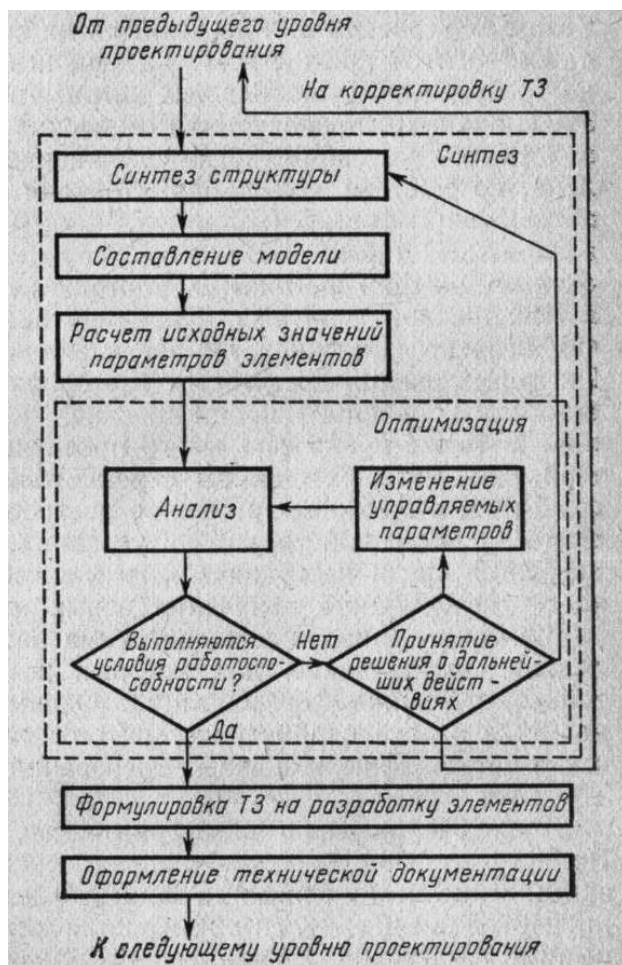 От предыдущего уровня
проектирования
На корректировку ТЗ
Синтез
Синтез структуры
Составление модели
Расчет исходных значений
параметров элементов
Оптимизация
Анализ
Изменение
управляемых
параметров
Выполняются
условия работоспо-
собности?
Нет
Принятие
решения о дальней-
ших дейст -
виях
Да
Формулировка ТЗ на разработку элементов
Оформление технической документации
К следующему уровню проектирования